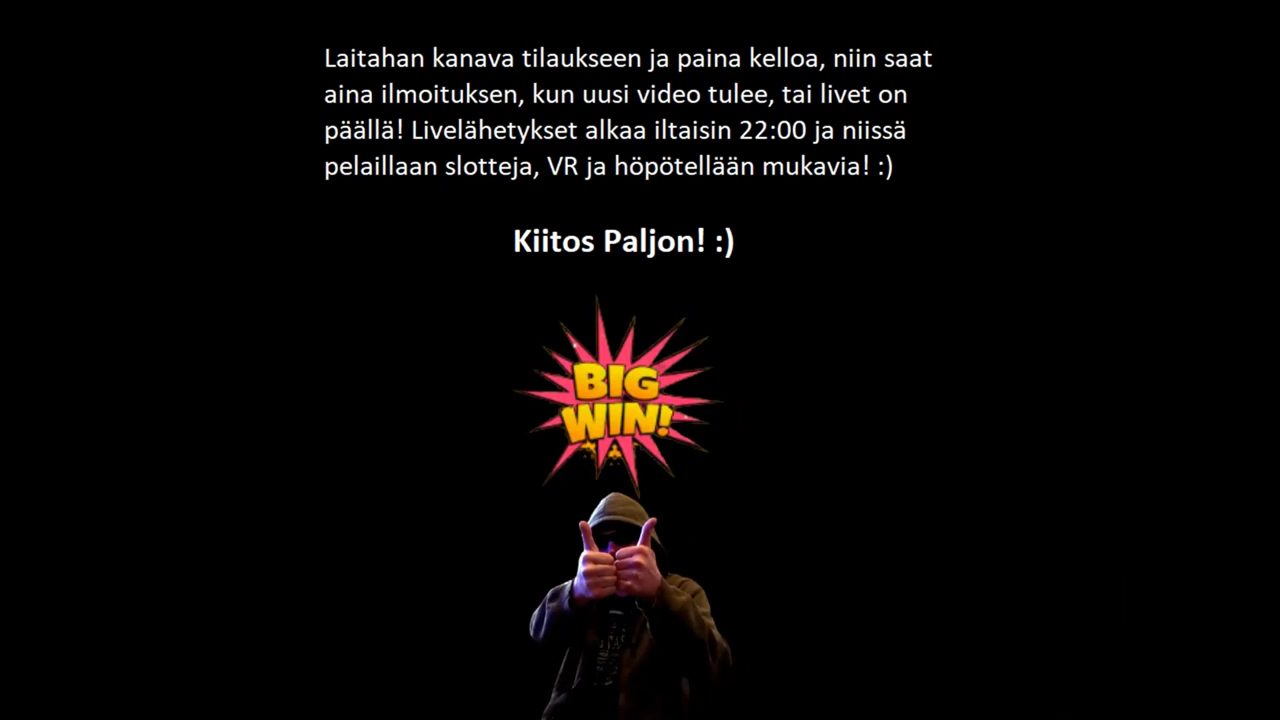 Laitahan kanava tilaukseen ja paina kelloa, niin saat
aina ilmoituksen, kun uusi video tulee, tai livet on
päällä! Livelähetykset alkaa iltaisin 22:00 ja niissä
pelaillaan slotteja, VR ja höpötellään mukavia! :)
Kiitos Paljon! :)
BIG
WIN!